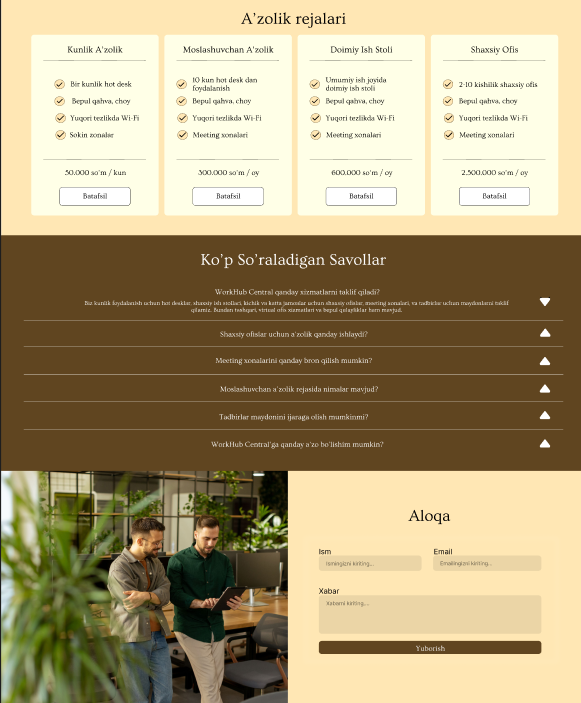 A'zolik rejalari
Kunlik A'zolik
Bir kunlik hot desk
Bepul qahva, choy
Yuqori tezlikda Wi-Fi
Sokin zonalar
50.000 so'm / kun
Batafsil
Moslashuvchan A'zolik
10 kun hot desk dan
foydalanish
Bepul qahva, choy
Yuqori tezlikda Wi-Fi
Meeting xonalari
300.000 so'm / oy
Batafsil
Doimiy Ish Stoli
Umumiy ish joyida
doimiy ish stoli
Bepul qahva, choy
Yuqori tezlikda Wi-Fi
Meeting xonalari
600.000 so'm / oy
Batafsil
Shaxsiy Ofis
2-10 kishilik shaxsiy ofis
Bepul qahva, choy
Yuqori tezlikda Wi-Fi
Meeting xonalari
2.500.000 so'm / oy
Batafsil
Ko'p So'raladigan Savollar
WorkHub Central qanday xizmatlarni taklif qiladi?
Biz kunlik foydalanish uchun hot desklar, shaxsiy ish stollari, kichik va katta jamoalar uchun shaxsiy ofislar, meeting xonalari, va tadbirlar uchun maydonlarni taklif
qilamiz. Bundan tashqari, virtual ofis xizmatlari va bepul qulayliklar ham mavjud.
Shaxsiy ofislar uchun a'zolik qanday ishlaydi?
Meeting xonalarini qanday bron qilish mumkin?
Moslashuvchan a'zolik rejasida nimalar mavjud?
Tadbirlar maydonini ijaraga olish mumkinmi?
WorkHub Central'ga qanday a'zo bo'lishim mumkin?
Aloqa
Ism
Email
Ismingizni kiriting...
Emailingizni kiriting...
Xabar
Xabarni kiriting...
Yuborish